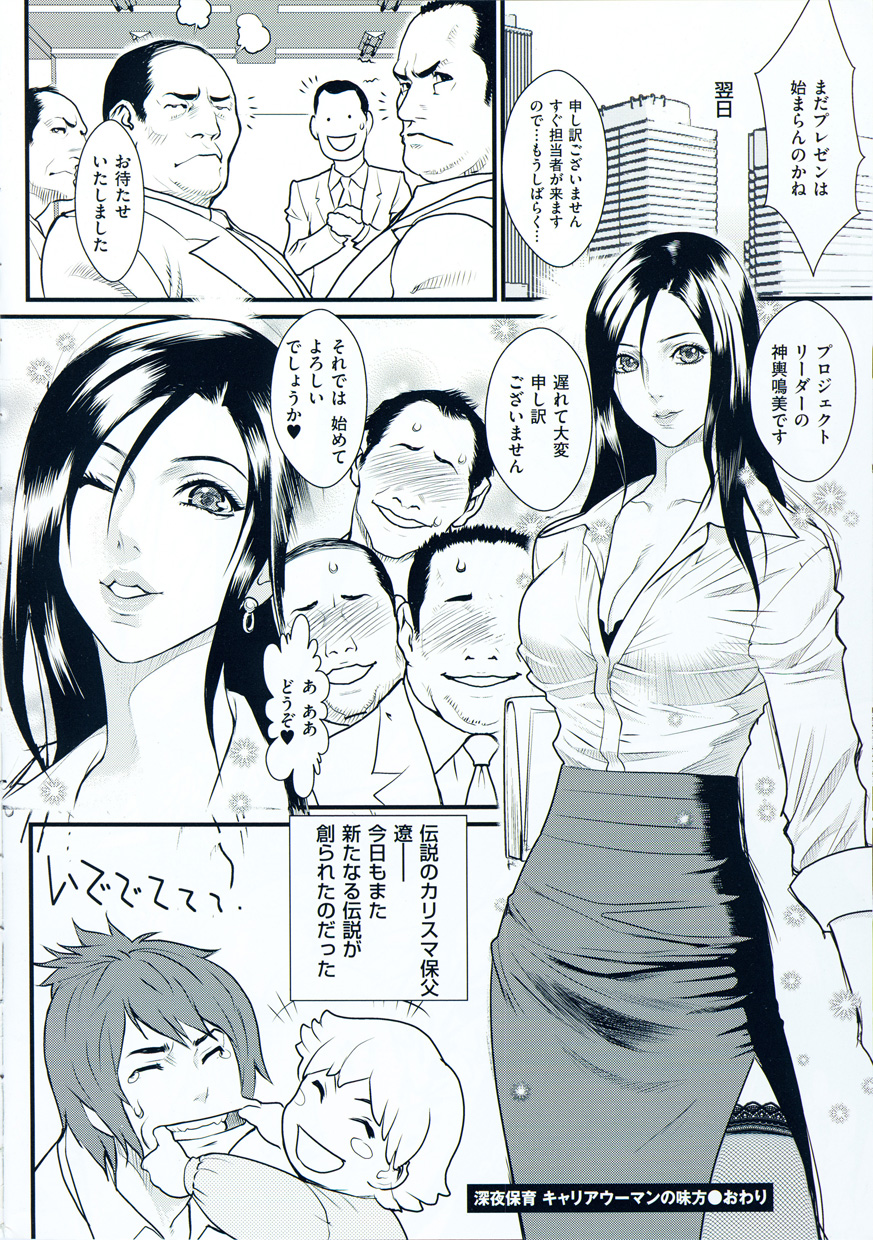 まだプレゼンは
始まらんのかね
翌日
申し訳ございません
すぐ担当者が来ます
ので…もうしばらく…
お待たせ
いたしました
プロジェクト
リーダーの
神輿鳴美です
遅れて大変
申し訳
ございません
それでは 始めて
よろしい
でしょうか♥
あ ああ
どうぞ♥
伝説のカリスマ保父
遼――
今日もまた
新たなる伝説が
創られたのだった
いででててて
深夜保育 キャリアウーマンの味方●おわり